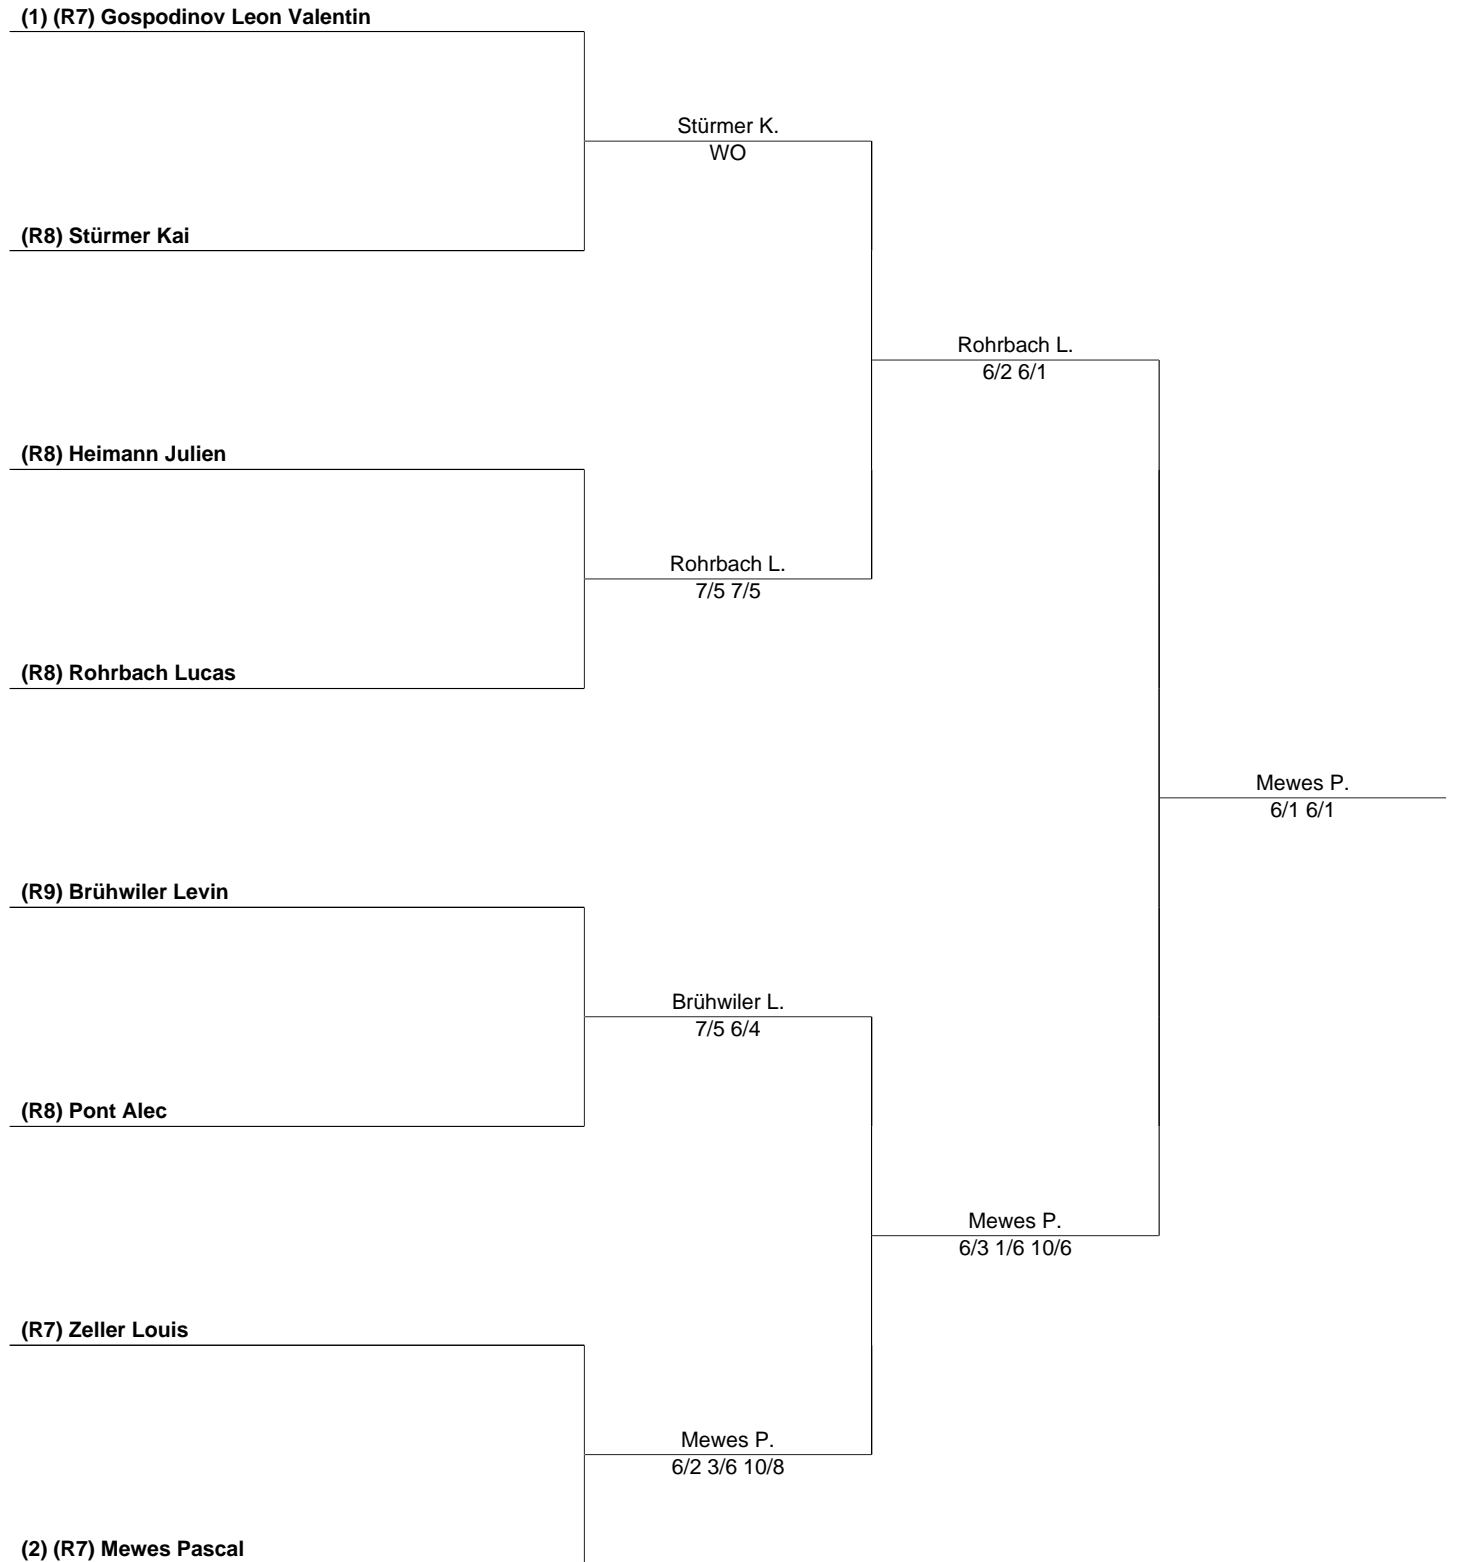 (1) (R7) Gospodinov Leon Valentin
Stürmer K.
WO
(R8) Stürmer Kai
Rohrbach L.
6/2 6/1
(R8) Heimann Julien
Rohrbach L.
7/5 7/5
(R8) Rohrbach Lucas
Mewes P.
6/1 6/1
(R9) Brühwiler Levin
Brühwiler L.
7/5 6/4
(R8) Pont Alec
Mewes P.
6/3 1/6 10/6
(R7) Zeller Louis
Mewes P.
6/2 3/6 10/8
(2) (R7) Mewes Pascal